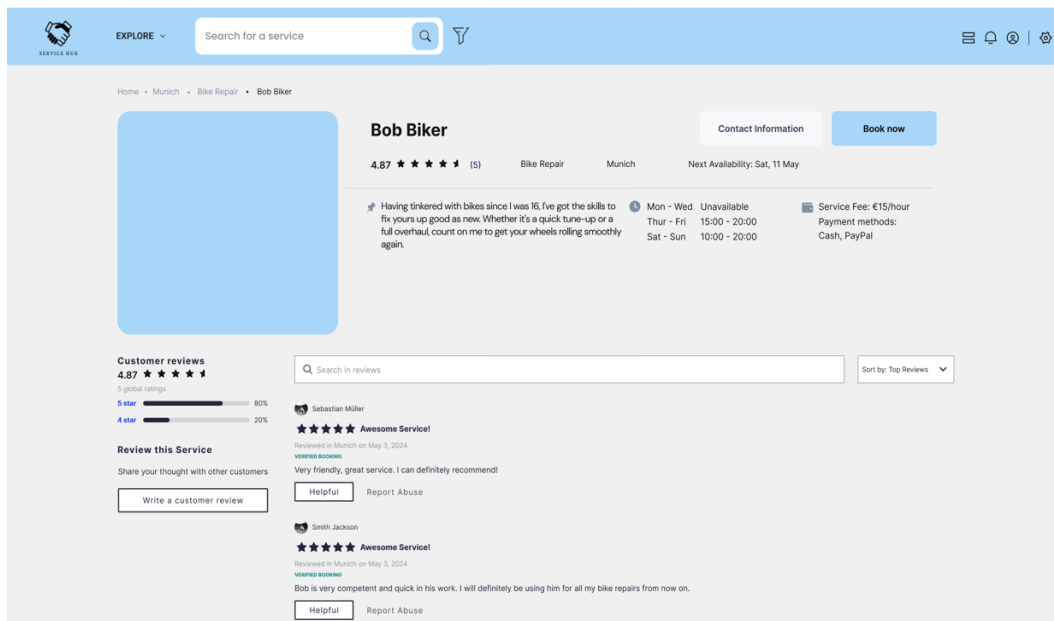 SERVICE HUB
EXPLORE
Search for a service
Home • Munich • Bike Repair • Bob Biker
Bob Biker
Contact Information
Book now
4.87 (5) Bike Repair Munich Next Availability: Sat, 11 May
Having tinkered with bikes since I was 16, I've got the skills to
fix yours up good as new. Whether it's a quick tune-up or a
full overhaul, count on me to get your wheels rolling smoothly
again.
Mon - Wed Unavailable
Thur - Fri 15:00 - 20:00
Sat - Sun 10:00 - 20:00
Service Fee: €15/hour
Payment methods:
Cash, PayPal
Customer reviews
4.87
5 global ratings
5 star 80%
4 star 20%
Review this Service
Share your thought with other customers
Write a customer review
Search in reviews
Sort by: Top Reviews
Sebastian Müller
Awesome Service!
Reviewed in Munich on May 3, 2024
VERIFIED BOOKING
Very friendly, great service. I can definitely recommend!
Helpful Report Abuse
Smith Jackson
Awesome Service!
Reviewed in Munich on May 3, 2024
VERIFIED BOOKING
Bob is very competent and quick in his work. I will definitely be using him for all my bike repairs from now on.
Helpful Report Abuse